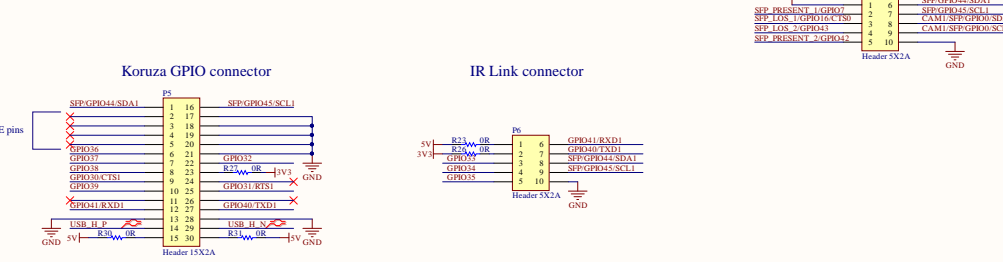 SFP/GPIO45/SCL1
SFP_PRESENT_1/GPIO7 1 6
SFP_LOS_1/GPIO16/CTS0 2 7 CAM1/SFP/GPIO0/SD
SFP_LOS_2/GPIO43 3 8 CAM1/SFP/GPIO0/SC
SFP_PRESENT_2/GPIO42 4 9
5 10
Header 5X2A
GND
Koruza GPIO connector
P5
SFP/GPIO44/SDA1 1 16 SFP/GPIO45/SCL1
2 17
E pins 3 18
4 19
5 20
GPIO36 6 21
GPIO37 7 22 GPIO32
GPIO38 8 23 R27 0R 3V3
GPIO30/CTS1 9 24
GPIO39 10 25 GPIO31/RTS1
11 26
GPIO41/RXD1 12 27 GPIO40/TXD1
13 28
USB_H_P 14 29 USB_H_N
5V R30 0R 15 30 R31 0R 5V
GND
GND
GND
Header 15X2A
IR Link connector
P6
5V R23 0R 1 6 GPIO41/RXD1
3V3 R26 0R 2 7 GPIO40/TXD1
GPIO33 3 8 SFP/GPIO44/SDA1
GPIO34 4 9 SFP/GPIO45/SCL1
GPIO35 5 10
Header 5X2A
GND